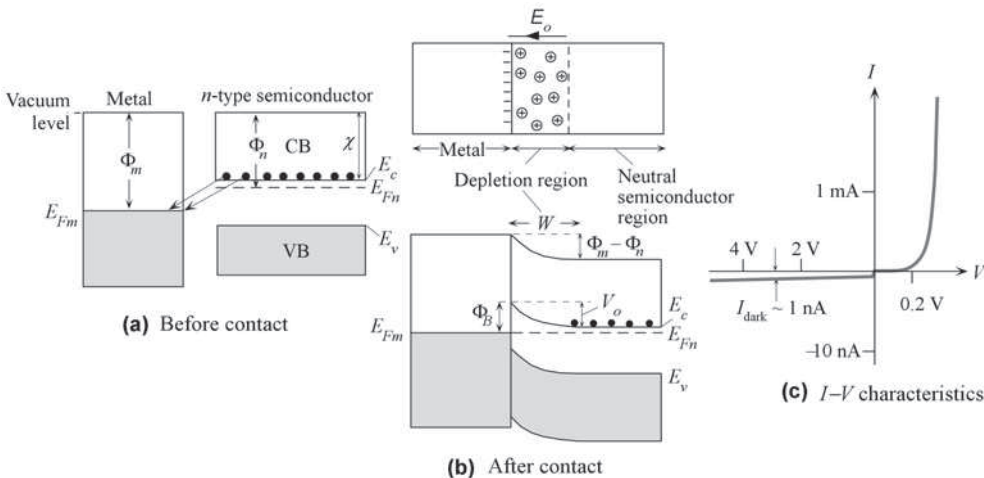 Vacuum
level
Metal
n-type semiconductor
Φm
Φn
CB
χ
Ec
EFn
EFm
VB
Ev
(a) Before contact
Eo
Metal
Depletion region
Neutral
semiconductor
region
W
Φm – Φn
ΦB
Vo
Ec
EFm
EFn
Ev
(b) After contact
I
1 mA
4 V
2 V
V
0.2 V
Idark ~ 1 nA
–10 nA
(c) I–V characteristics